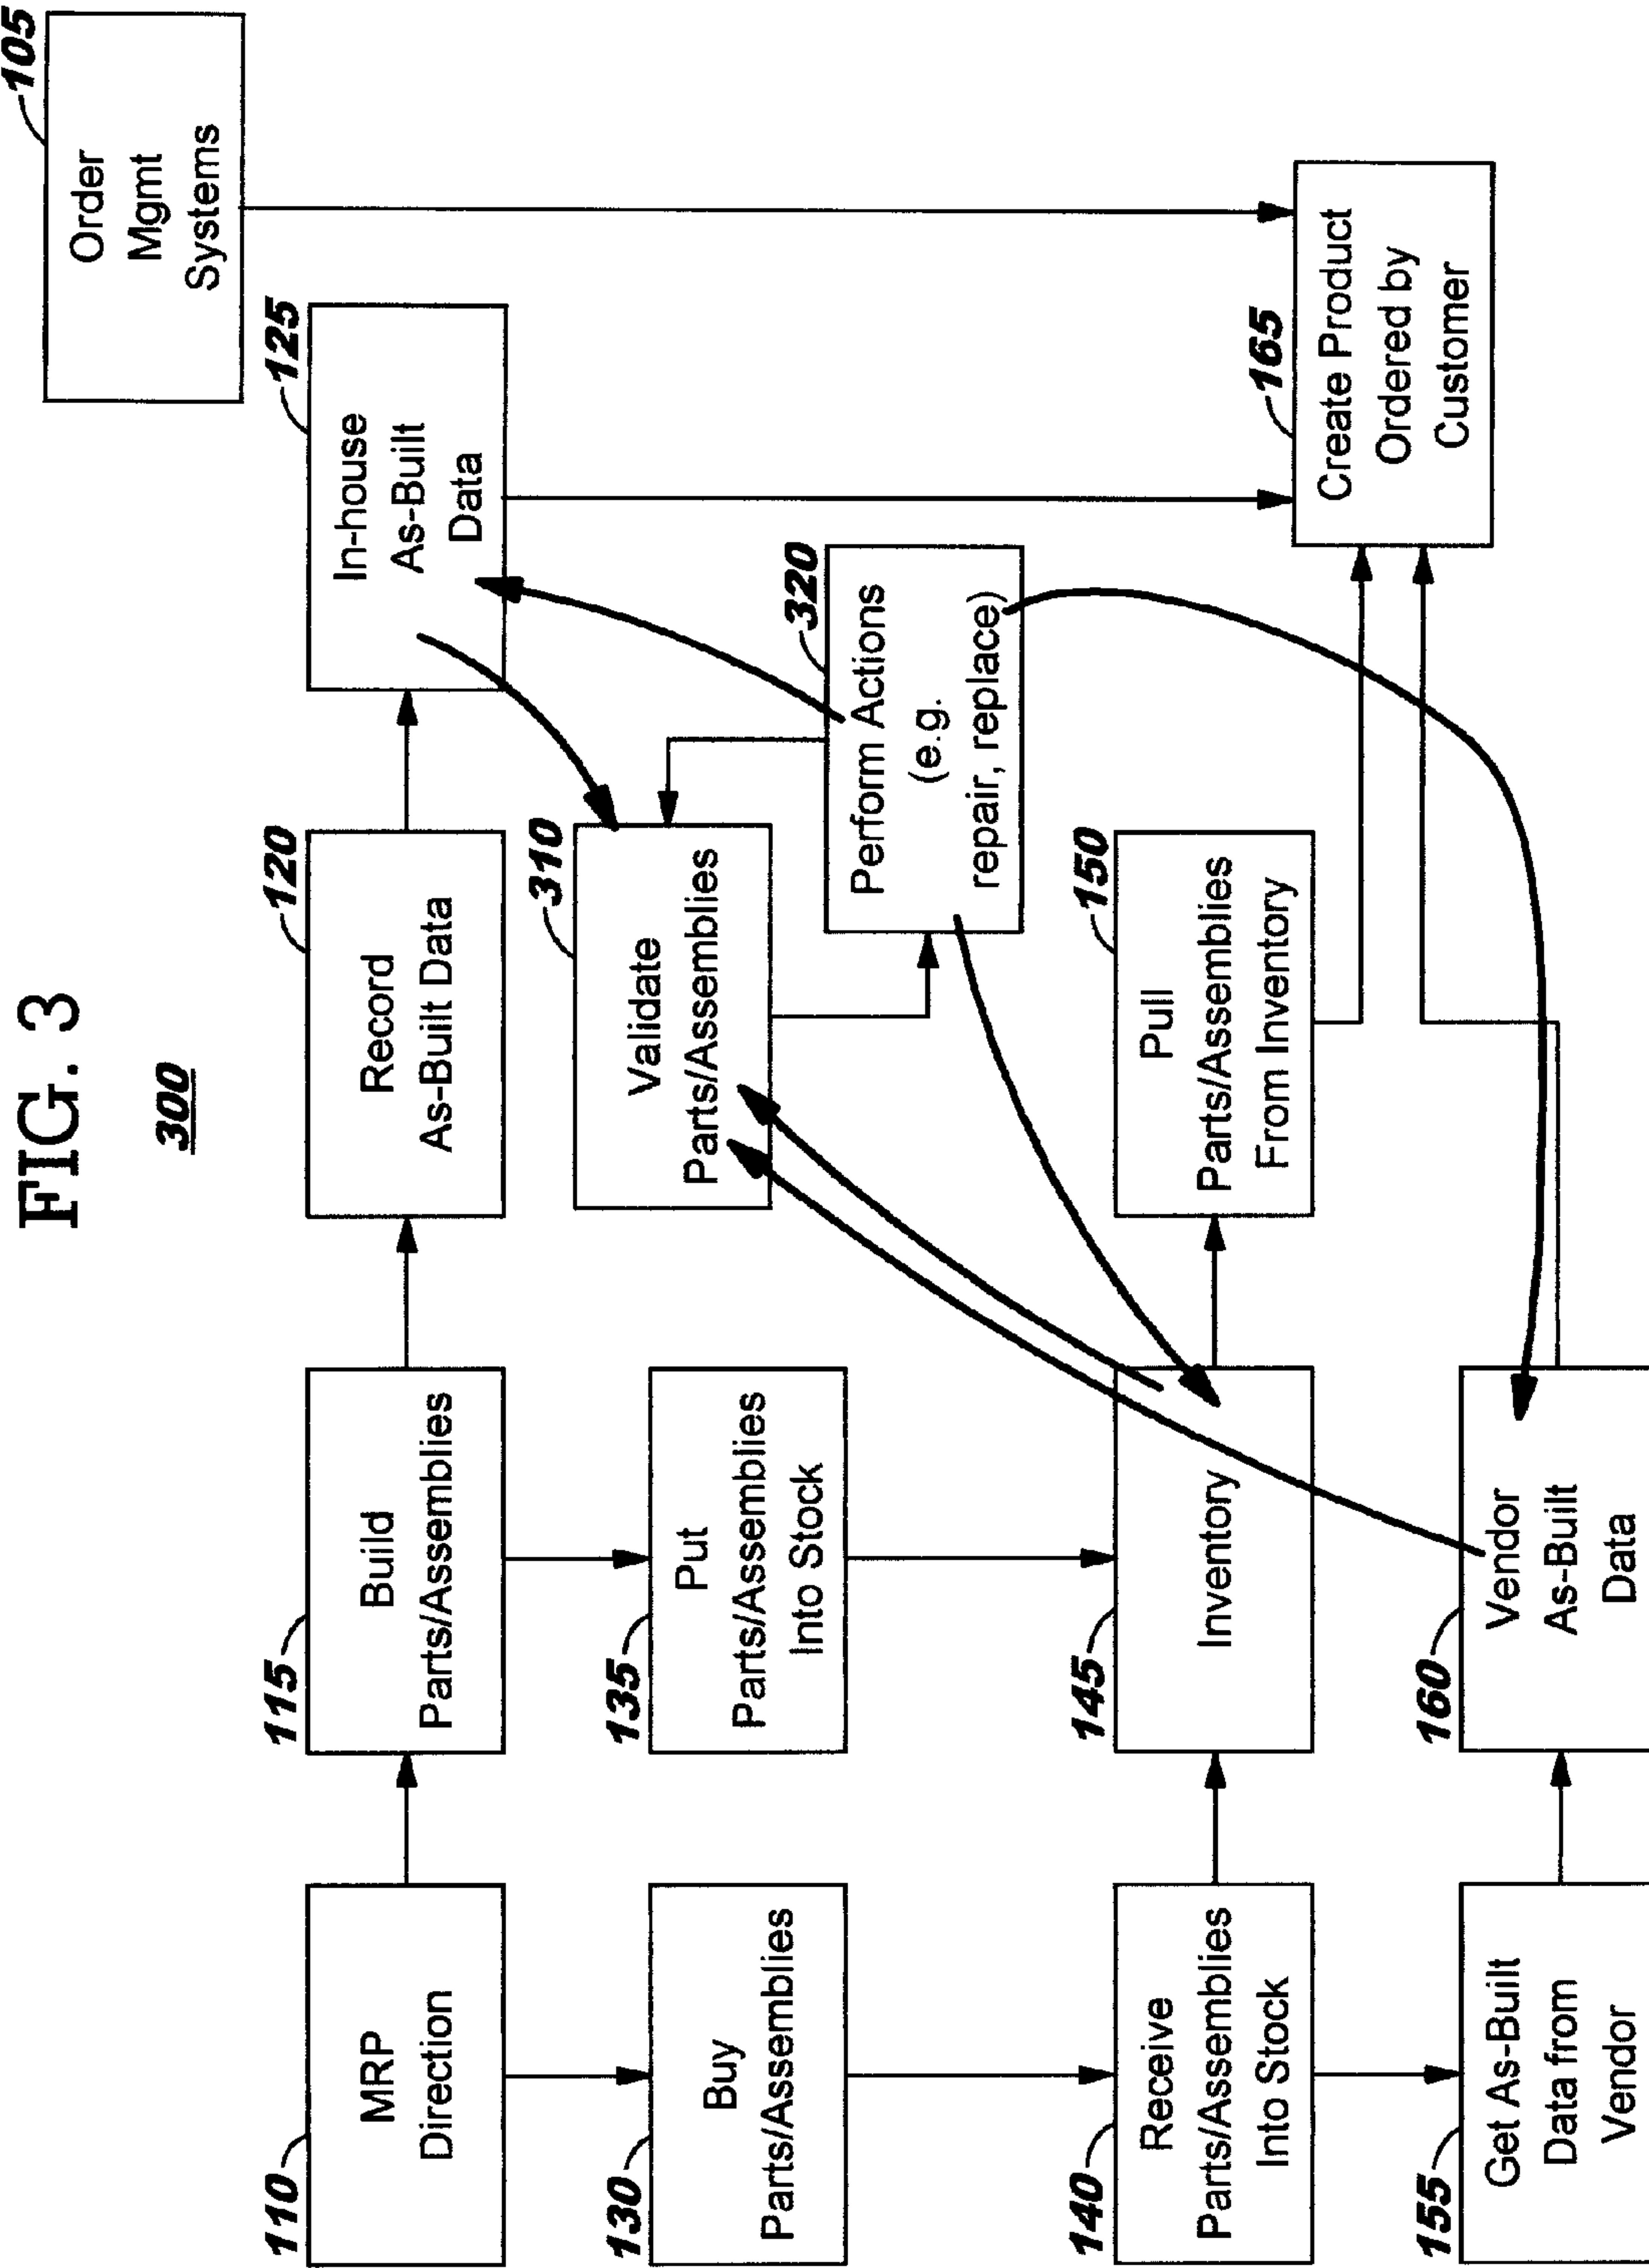 FIG. 3
300
105
Order
Mgmt
Systems
110
MRP
Direction
115
Build
Parts/Assemblies
120
Record
As-Built Data
125
In-house
As-Built
Data
130
Buy
Parts/Assemblies
135
Put
Parts/Assemblies
Into Stock
310
Validate
Parts/Assemblies
320
Perform Actions
(e.g.
repair, replace)
140
Receive
Parts/Assemblies
Into Stock
145
Inventory
150
Pull
Parts/Assemblies
From Inventory
165
Create Product
Ordered by
Customer
155
Get As-Built
Data from
Vendor
160
Vendor
As-Built
Data